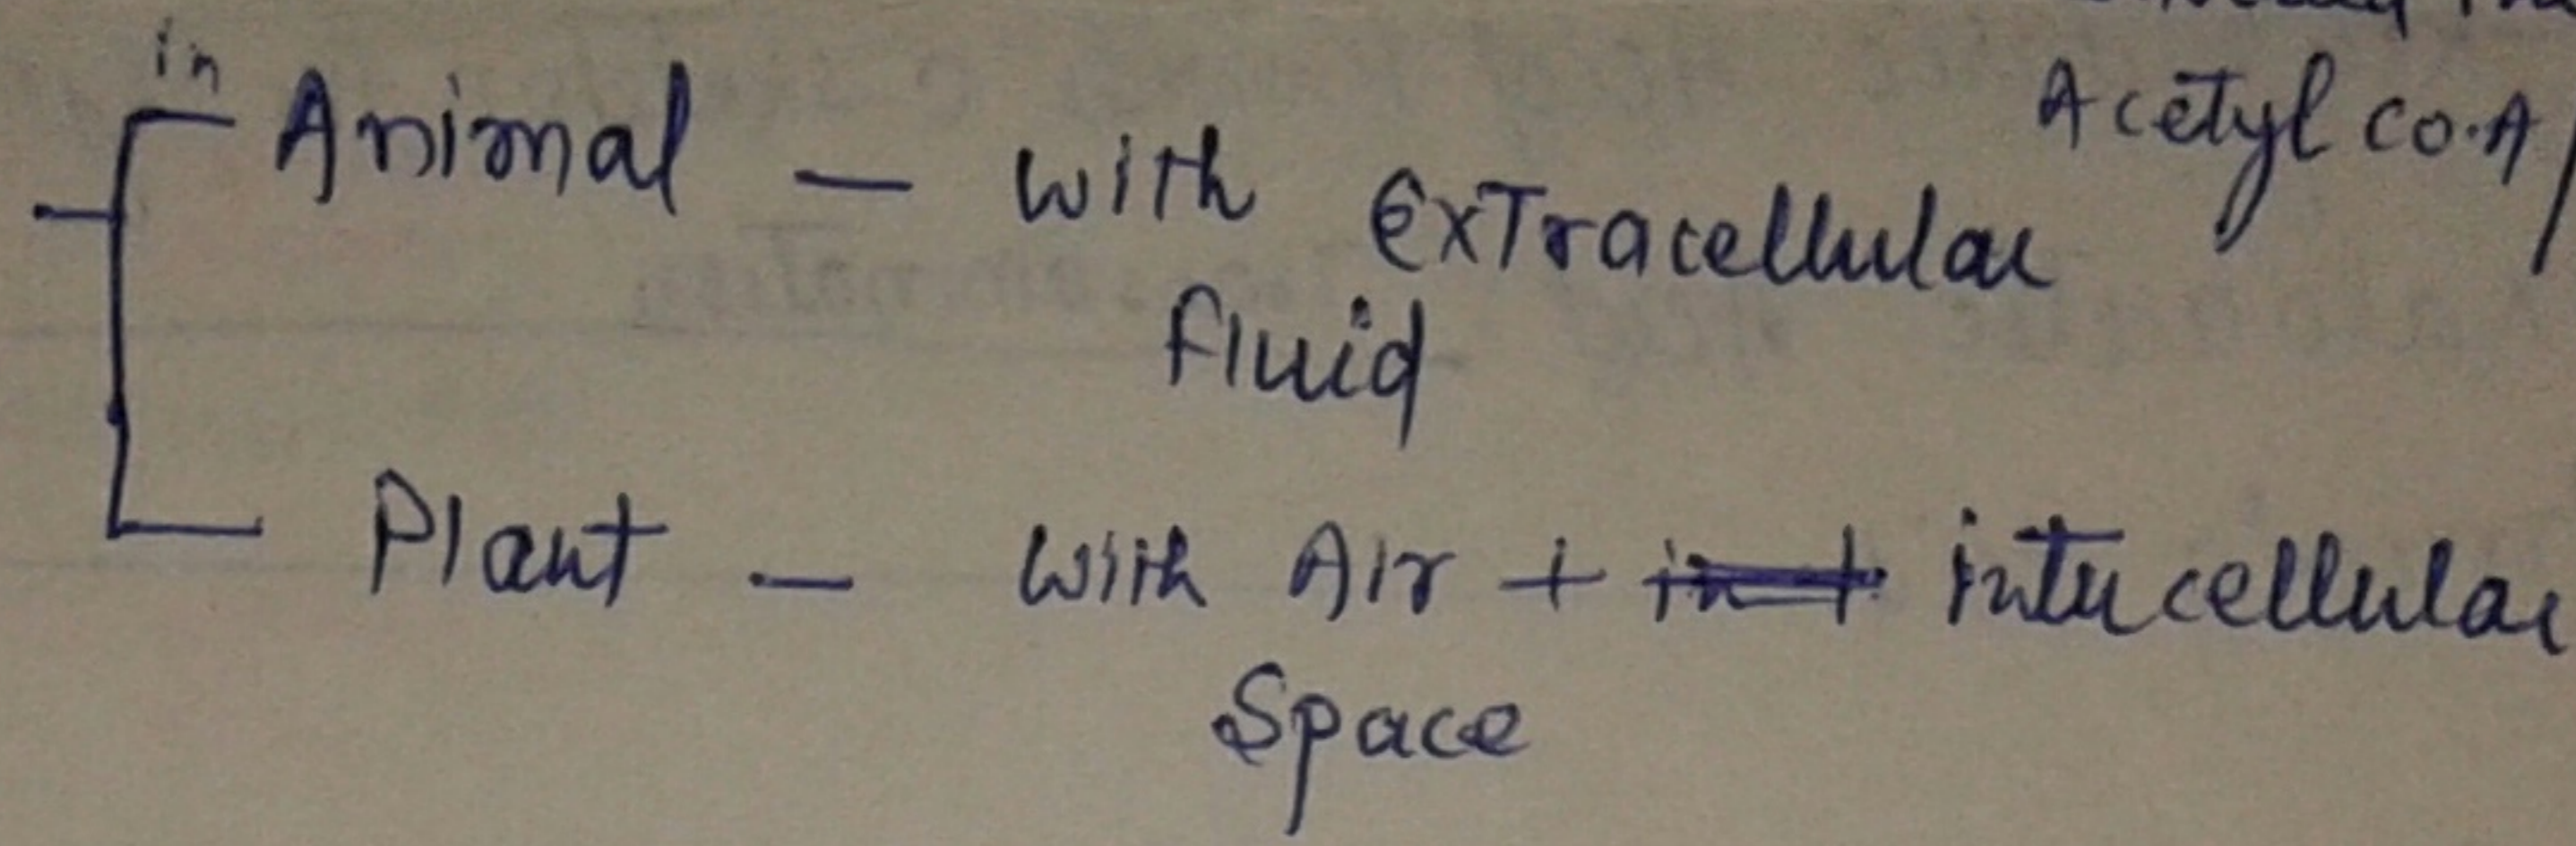 Acetyl co.A
in
Animal — with Extracellular
fluid
Plant — with Air + intercellular
Space